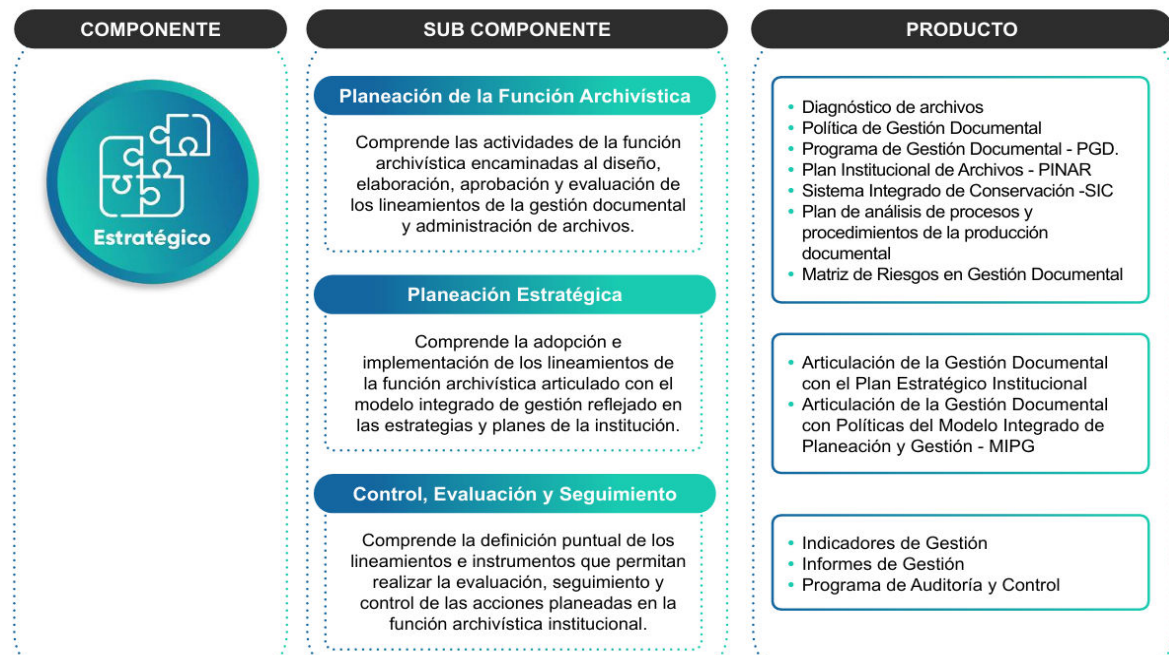 COMPONENTE
SUB COMPONENTE
PRODUCTO
Estratégico
Planeación de la Función Archivística
Comprende las actividades de la función
archivística encaminadas al diseño,
elaboración, aprobación y evaluación de
los lineamientos de la gestión documental
y administración de archivos.
• Diagnóstico de archivos
• Política de Gestión Documental
• Programa de Gestión Documental - PGD.
• Plan Institucional de Archivos - PINAR
• Sistema Integrado de Conservación -SIC
• Plan de análisis de procesos y
procedimientos de la producción
documental
• Matriz de Riesgos en Gestión Documental
Planeación Estratégica
Comprende la adopción e
implementación de los lineamientos de
la función archivística articulado con el
modelo integrado de gestión reflejado en
las estrategias y planes de la institución.
• Articulación de la Gestión Documental
con el Plan Estratégico Institucional
• Articulación de la Gestión Documental
con Políticas del Modelo Integrado de
Planeación y Gestión - MIPG
Control, Evaluación y Seguimiento
Comprende la definición puntual de los
lineamientos e instrumentos que permitan
realizar la evaluación, seguimiento y
control de las acciones planeadas en la
función archivística institucional.
• Indicadores de Gestión
• Informes de Gestión
• Programa de Auditoría y Control